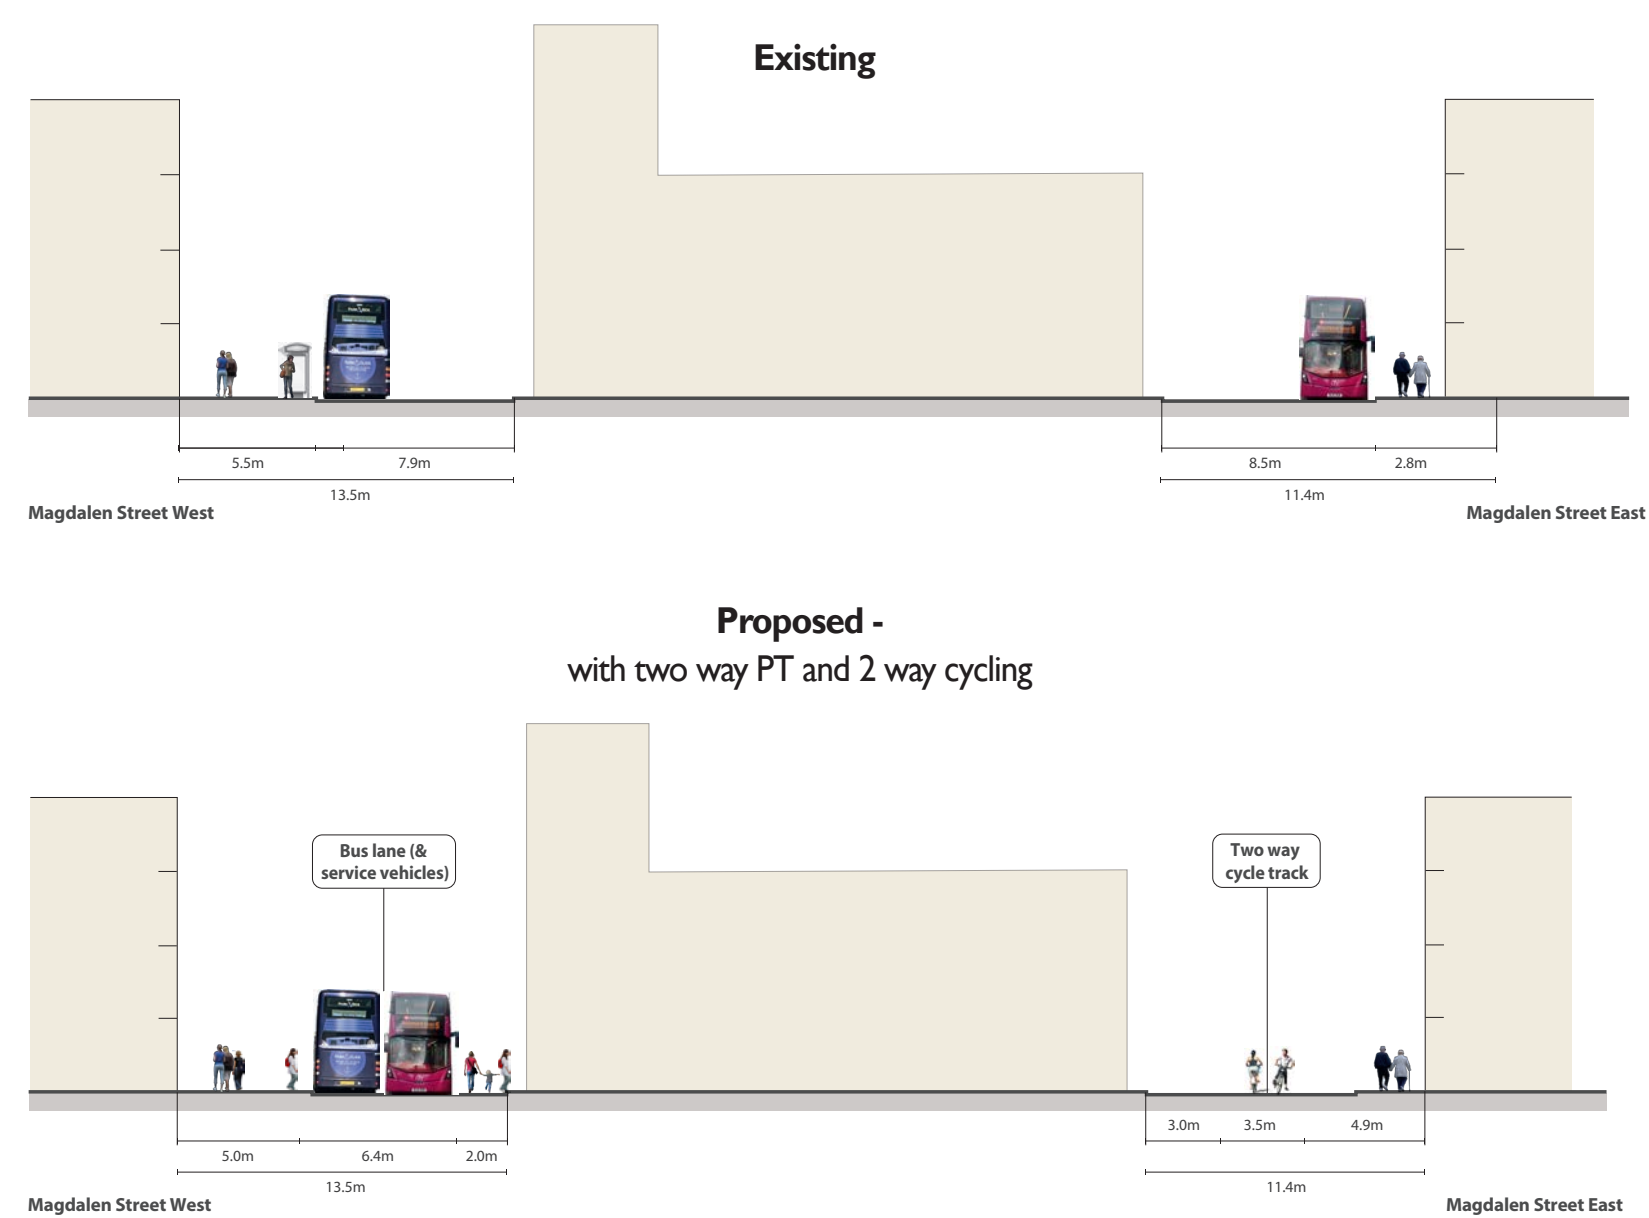 Existing
5.5m
7.9m
13.5m
8.5m
2.8m
11.4m
Magdalen Street West
Magdalen Street East
Proposed -
with two way PT and 2 way cycling
Bus lane (&
service vehicles)
Two way
cycle track
5.0m
6.4m
2.0m
13.5m
3.0m
3.5m
4.9m
11.4m
Magdalen Street West
Magdalen Street East